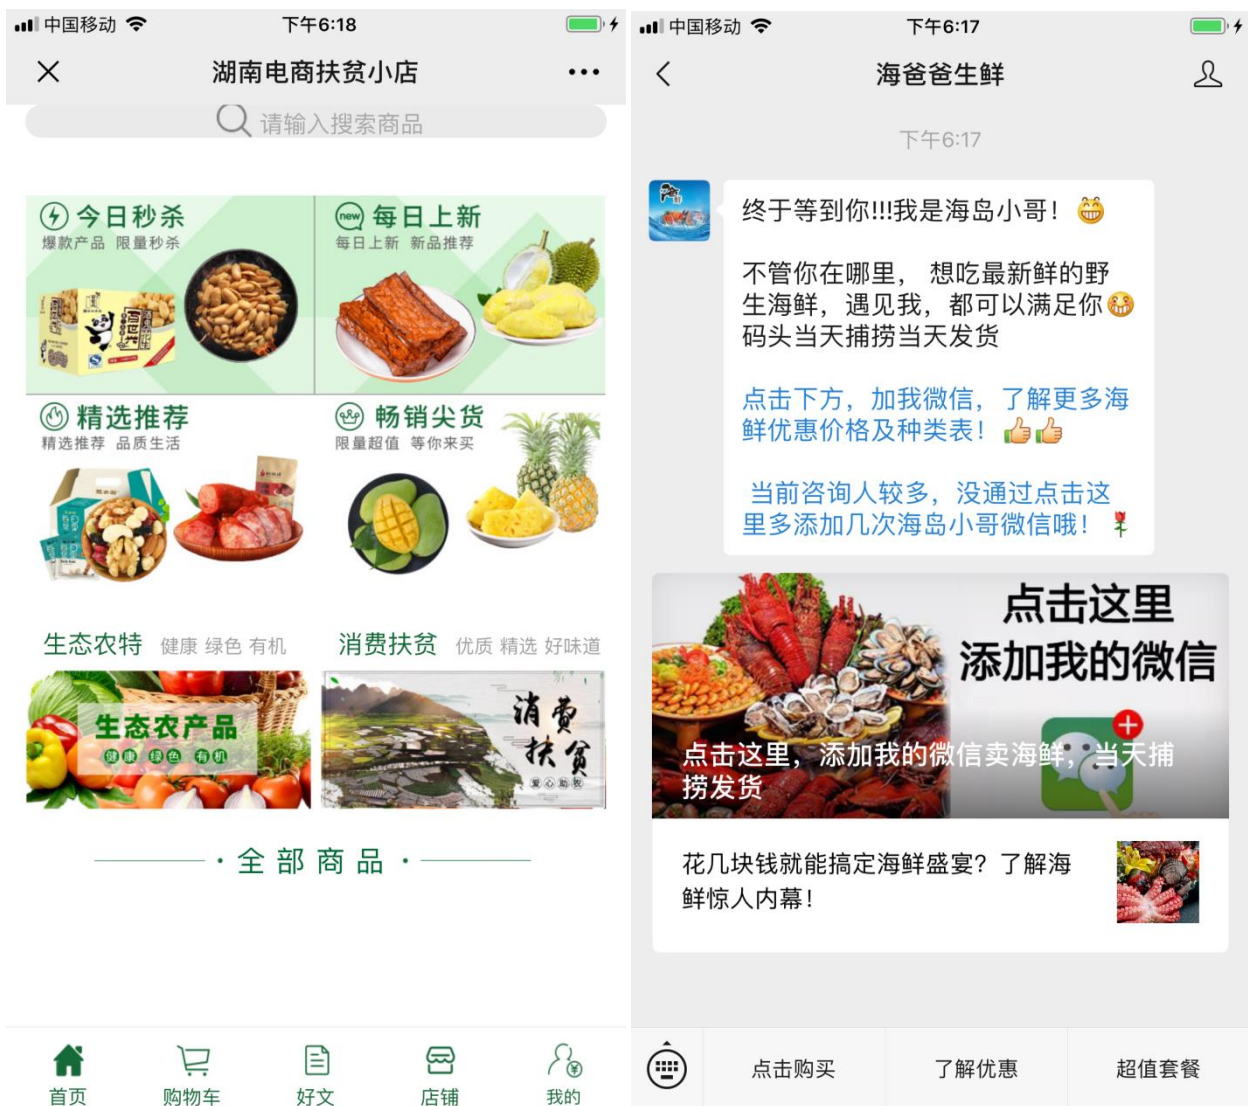 中国移动 下午6:18
湖南电商扶贫小店
请输入搜索商品
今日秒杀
爆款产品 限量秒杀
new 每日上新
每日上新 新品推荐
精选推荐
精选推荐 品质生活
畅销尖货
限量超值 等你来买
生态农特 健康 绿色 有机
消费扶贫 优质 精选 好味道
生态农产品
健康 绿色 有机
消费
扶贫
爱心助农
·全部商品·
首页 购物车 好文 店铺 我的
中国移动 下午6:17
海爸爸生鲜
下午6:17
终于等到你!!!我是海岛小哥！
不管你在哪里， 想吃最新鲜的野
生海鲜，遇见我，都可以满足你
码头当天捕捞当天发货
点击下方，加我微信，了解更多海
鲜优惠价格及种类表！
当前咨询人较多，没通过点击这
里多添加几次海岛小哥微信哦！
点击这里
添加我的微信
点击这里，添加我的微信卖海鲜，当天捕
捞发货
花几块钱就能搞定海鲜盛宴？了解海
鲜惊人内幕！
点击购买 了解优惠 超值套餐